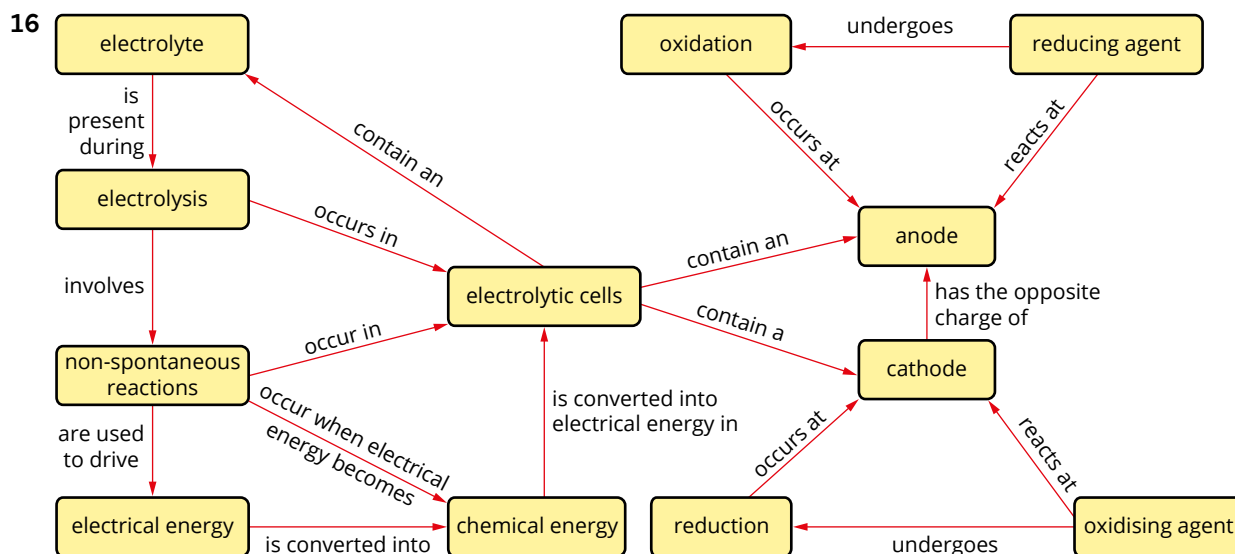 16
electrolyte
oxidation
undergoes
reducing agent
is
present
during
contain an
occurs at
reacts at
electrolysis
occurs in
contain an
anode
involves
electrolytic cells
has the opposite
charge of
contain a
occur in
non-spontaneous
reactions
cathode
occur when electrical
energy becomes
is converted into
electrical energy in
are used
to drive
occurs at
reacts at
electrical energy
is converted into
chemical energy
reduction
undergoes
oxidising agent